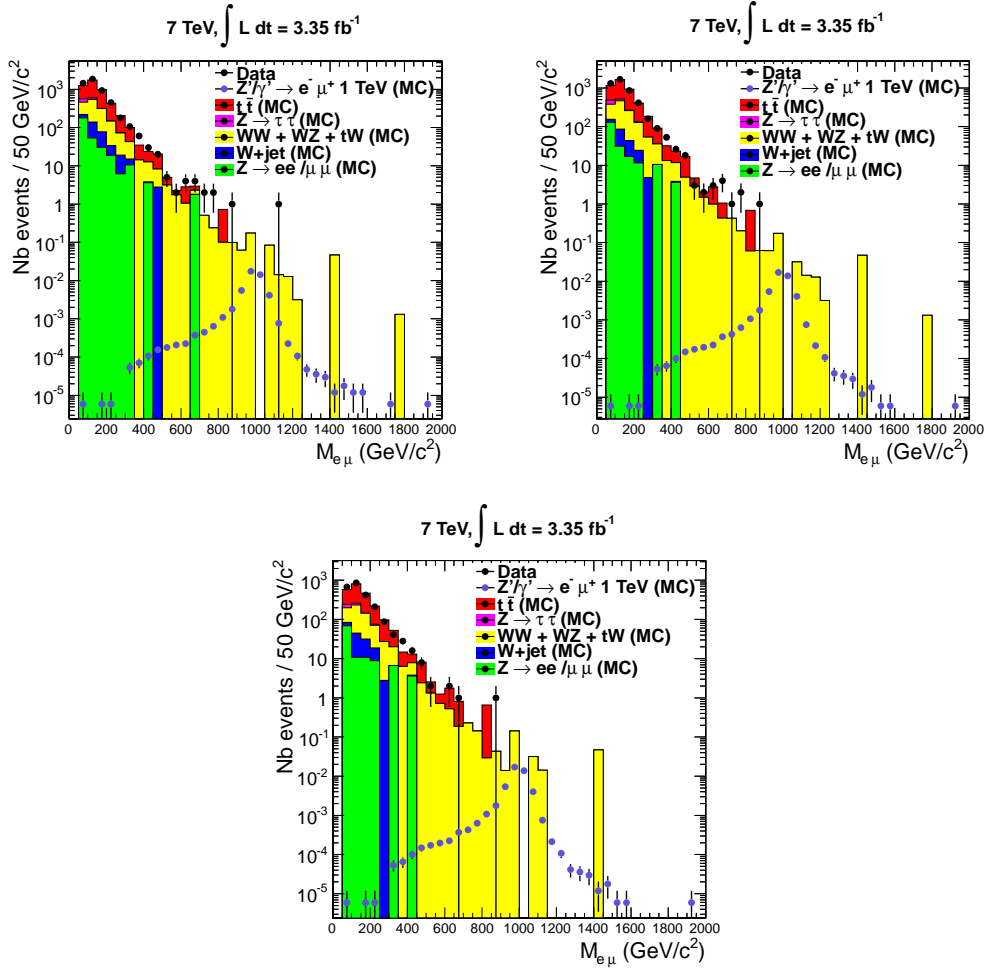 7 TeV, ∫ L dt = 3.35 fb⁻¹
Nb events / 50 GeV/c²
10³
10²
10
1
10⁻¹
10⁻²
10⁻³
10⁻⁴
10⁻⁵
Data
Z'/γ' → e⁻ μ⁺ 1 TeV (MC)
t t̄ (MC)
Z → τ τ (MC)
WW + WZ + tW (MC)
W+jet (MC)
Z → ee /μ μ (MC)
0 200 400 600 800 1000 1200 1400 1600 1800 2000
M e μ (GeV/c²)
7 TeV, ∫ L dt = 3.35 fb⁻¹
Nb events / 50 GeV/c²
10³
10²
10
1
10⁻¹
10⁻²
10⁻³
10⁻⁴
10⁻⁵
Data
Z'/γ' → e⁻ μ⁺ 1 TeV (MC)
t t̄ (MC)
Z → τ τ (MC)
WW + WZ + tW (MC)
W+jet (MC)
Z → ee /μ μ (MC)
0 200 400 600 800 1000 1200 1400 1600 1800 2000
M e μ (GeV/c²)
7 TeV, ∫ L dt = 3.35 fb⁻¹
Nb events / 50 GeV/c²
10³
10²
10
1
10⁻¹
10⁻²
10⁻³
10⁻⁴
10⁻⁵
Data
Z'/γ' → e⁻ μ⁺ 1 TeV (MC)
t t̄ (MC)
Z → τ τ (MC)
WW + WZ + tW (MC)
W+jet (MC)
Z → ee /μ μ (MC)
0 200 400 600 800 1000 1200 1400 1600 1800 2000
M e μ (GeV/c²)